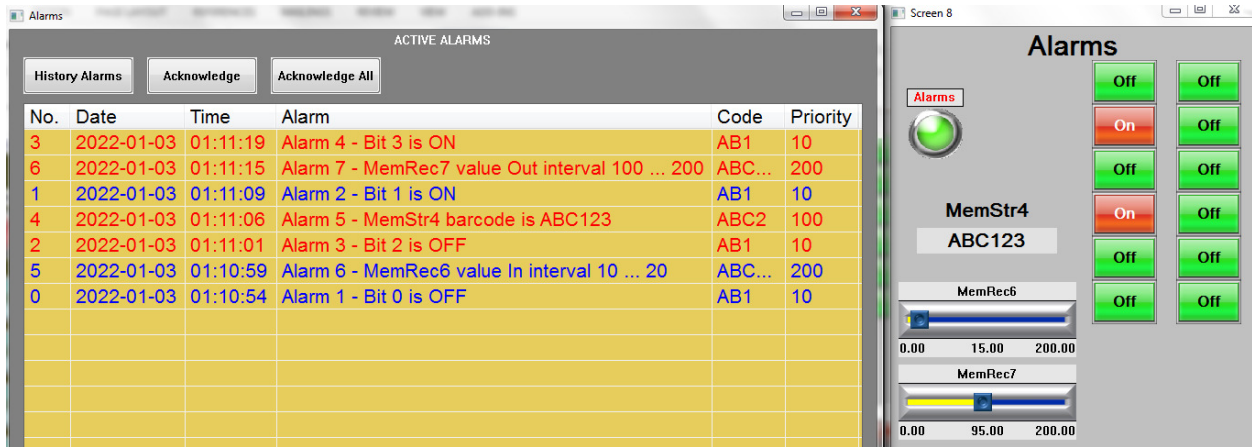 Alarms
ACTIVE ALARMS
History Alarms Acknowledge Acknowledge All
No. Date Time Alarm Code Priority
3 2022-01-03 01:11:19 Alarm 4 - Bit 3 is ON AB1 10
6 2022-01-03 01:11:15 Alarm 7 - MemRec7 value Out interval 100 ... 200 ABC... 200
1 2022-01-03 01:11:09 Alarm 2 - Bit 1 is ON AB1 10
4 2022-01-03 01:11:06 Alarm 5 - MemStr4 barcode is ABC123 ABC2 100
2 2022-01-03 01:11:01 Alarm 3 - Bit 2 is OFF AB1 10
5 2022-01-03 01:10:59 Alarm 6 - MemRec6 value In interval 10 ... 20 ABC... 200
0 2022-01-03 01:10:54 Alarm 1 - Bit 0 is OFF AB1 10
Screen 8
Alarms
Alarms
Off Off
On Off
Off Off
On Off
Off Off
Off Off
MemStr4
ABC123
MemRec6
0.00 15.00 200.00
MemRec7
0.00 95.00 200.00